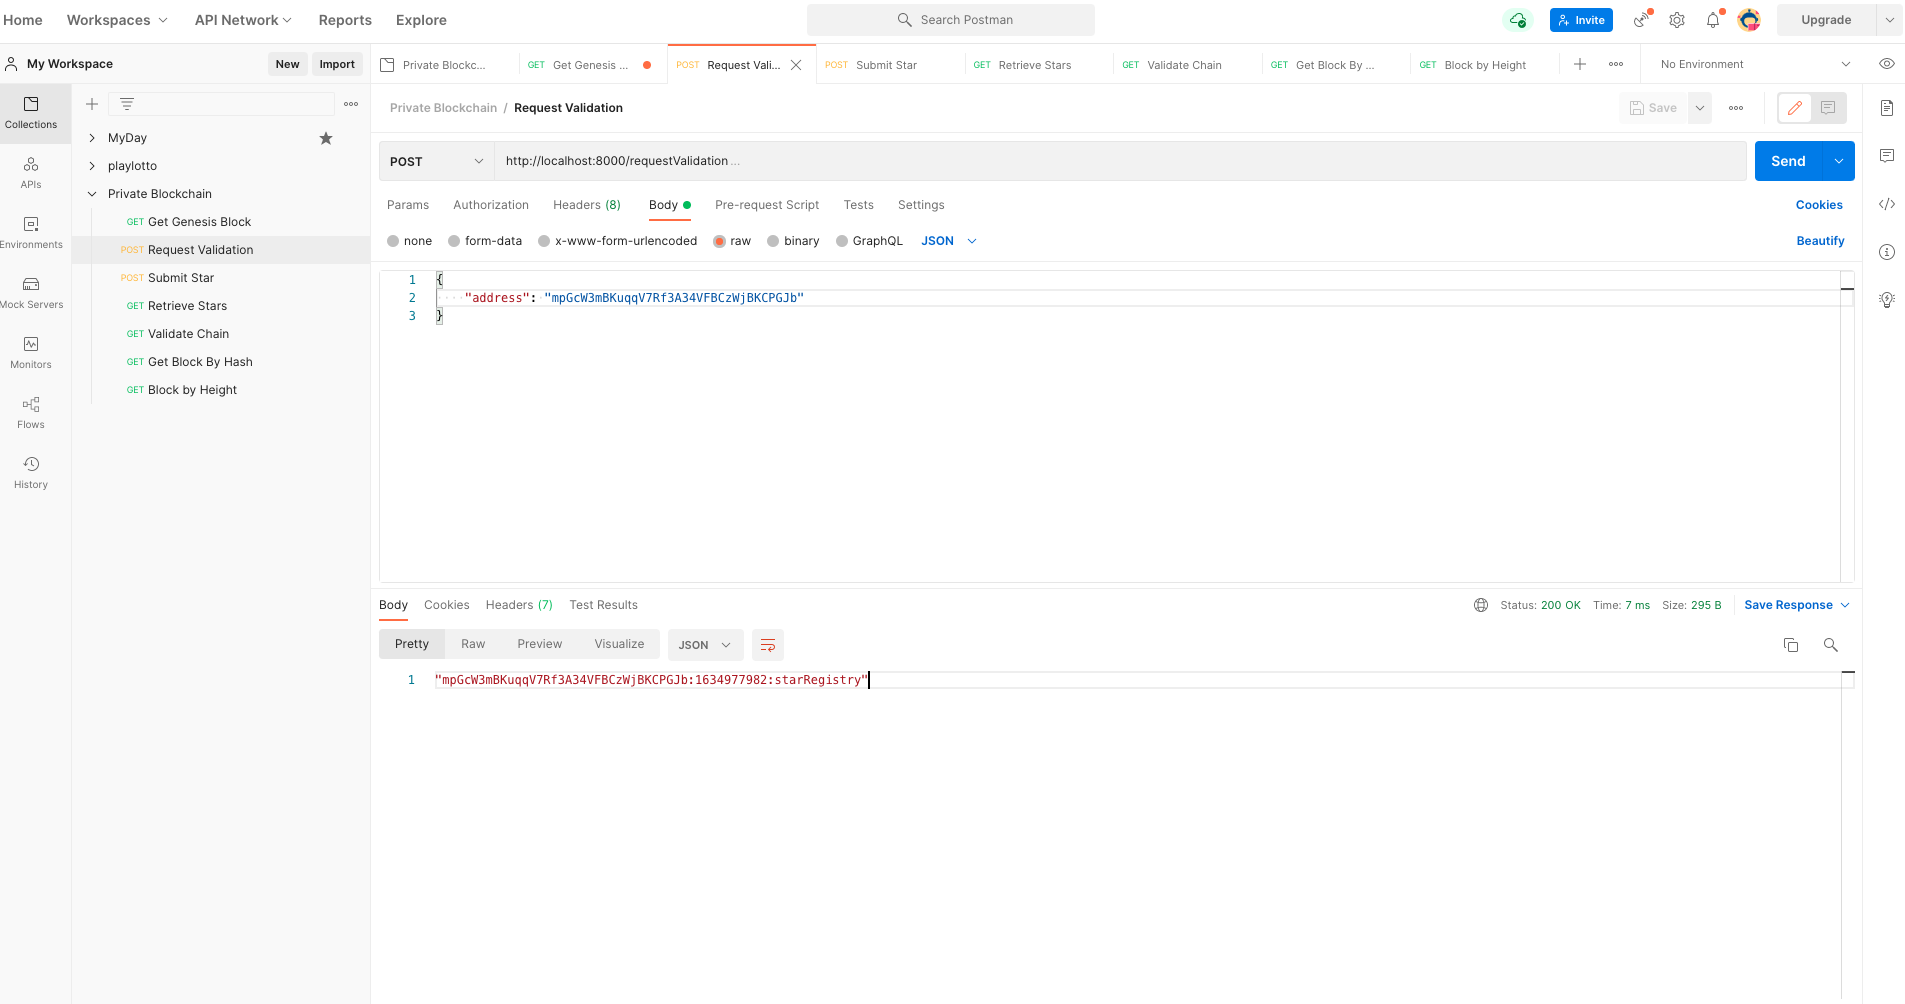 Home Workspaces API Network Reports Explore Search Postman Invite Upgrade
My Workspace New Import Private Blockc... GET Get Genesis ... POST Request Vali... POST Submit Star GET Retrieve Stars GET Validate Chain GET Get Block By ... GET Block by Height No Environment
Collections
APIs
Environments
Mock Servers
Monitors
Flows
History
MyDay
playlotto
Private Blockchain
GET Get Genesis Block
POST Request Validation
POST Submit Star
GET Retrieve Stars
GET Validate Chain
GET Get Block By Hash
GET Block by Height
Private Blockchain / Request Validation Save
POST http://localhost:8000/requestValidation ... Send
Params Authorization Headers (8) Body Pre-request Script Tests Settings Cookies
none form-data x-www-form-urlencoded raw binary GraphQL JSON Beautify
1 {
2 "address": "mpGcW3mBKuqqV7Rf3A34VFBCzWjBKCPGJb"
3 }
Body Cookies Headers (7) Test Results Status: 200 OK Time: 7 ms Size: 295 B Save Response
Pretty Raw Preview Visualize JSON
1 "mpGcW3mBKuqqV7Rf3A34VFBCzWjBKCPGJb:1634977982:starRegistry"